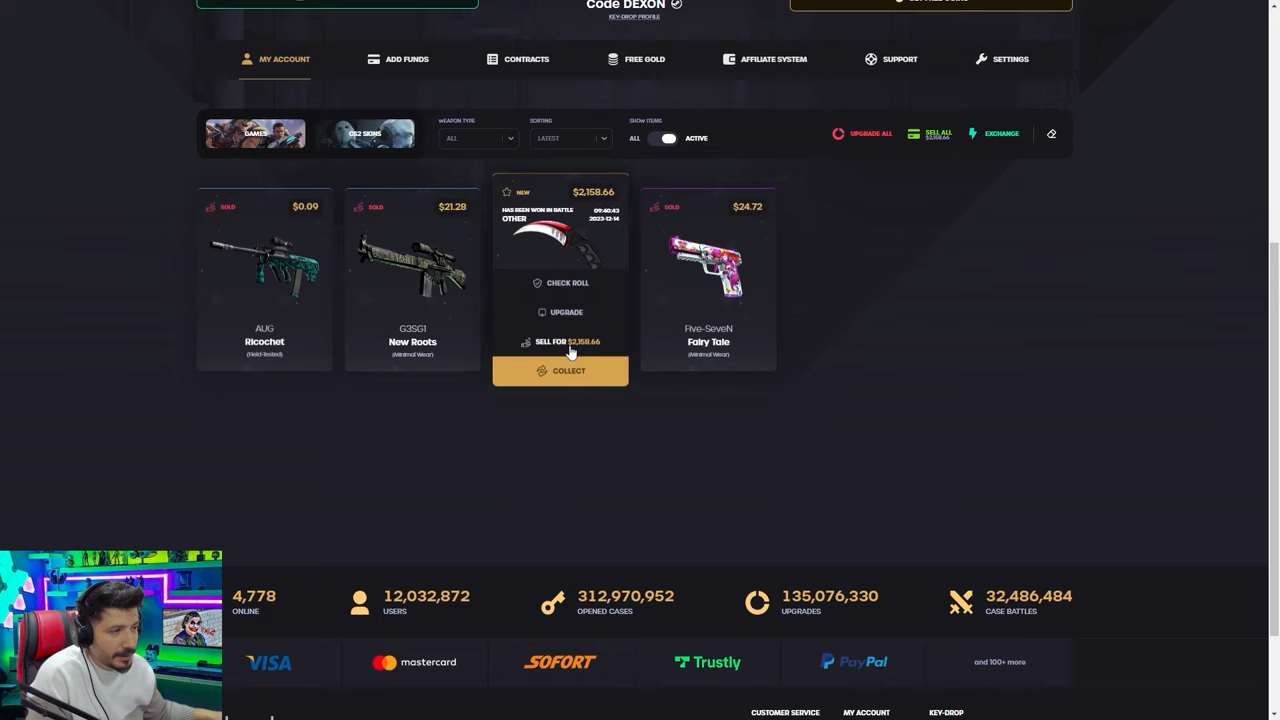 Code DEXON
KEY-DROP PROFILE
MY ACCOUNT
ADD FUNDS
CONTRACTS
FREE GOLD
AFFILIATE SYSTEM
SUPPORT
SETTINGS
GAMES
CS2 SKINS
WEAPON TYPE
ALL
SORTING
LATEST
SHOW ITEMS
ALL
ACTIVE
UPGRADE ALL
SELL ALL
$2,158.66
EXCHANGE
SOLD
$0.09
AUG
Ricochet
(Field-Tested)
SOLD
$21.28
G3SG1
New Roots
(Minimal Wear)
NEW
$2,158.66
HAS BEEN WON IN BATTLE
OTHER
09:40:43
2023-12-14
CHECK ROLL
UPGRADE
SELL FOR $2,158.66
COLLECT
SOLD
$24.72
Five-SeveN
Fairy Tale
(Minimal Wear)
4,778
ONLINE
12,032,872
USERS
312,970,952
OPENED CASES
135,076,330
UPGRADES
32,486,484
CASE BATTLES
VISA
mastercard
SOFORT
Trustly
PayPal
and 100+ more
CUSTOMER SERVICE
MY ACCOUNT
KEY-DROP